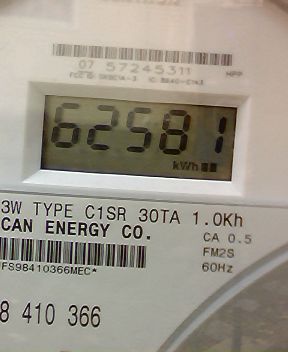 07 57245311
MPP
62581
kWh
3W TYPE C1SR 30TA 1.0Kh
CAN ENERGY CO.
CA 0.5
FM2S
60Hz
FS98410366MEC*
8 410 366